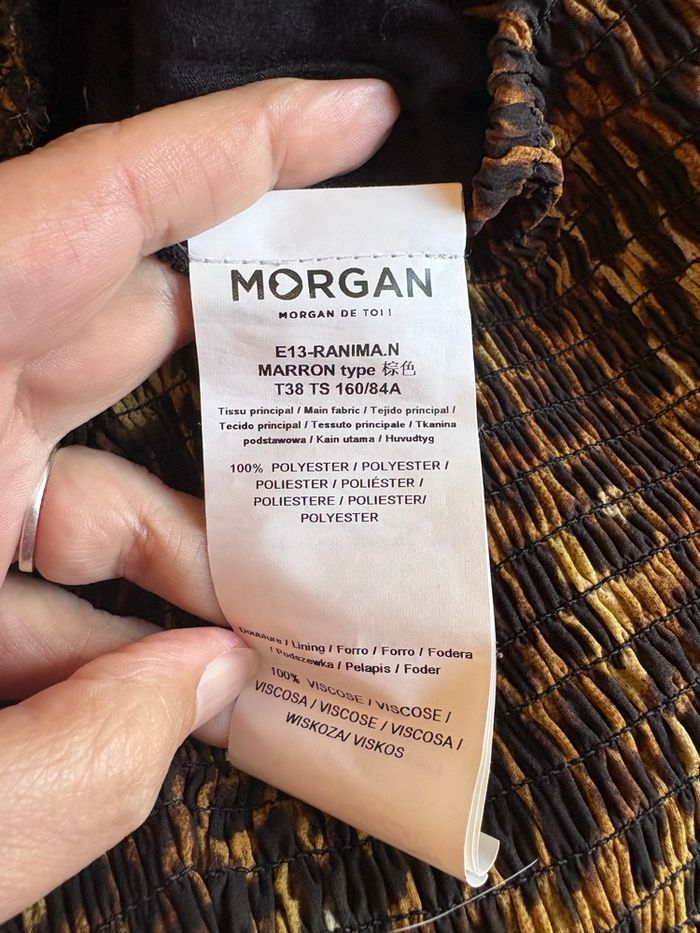 MORGAN
MORGAN DE TOI !
E13-RANIMA.N
MARRON type 棕色
T38 TS 160/84A
Tissu principal / Main fabric / Tejido principal /
Tecido principal / Tessuto principale / Tkanina
podstawowa / Kain utama / Huvudtyg
100% POLYESTER / POLYESTER /
POLIESTER / POLIÉSTER /
POLIESTERE / POLIESTER/
POLYESTER
Doublure / Lining / Forro / Forro / Fodera
/ Podszewka / Pelapis / Foder
100% VISCOSE / VISCOSE /
VISCOSA / VISCOSE / VISCOSA /
WISKOZA/ VISKOS